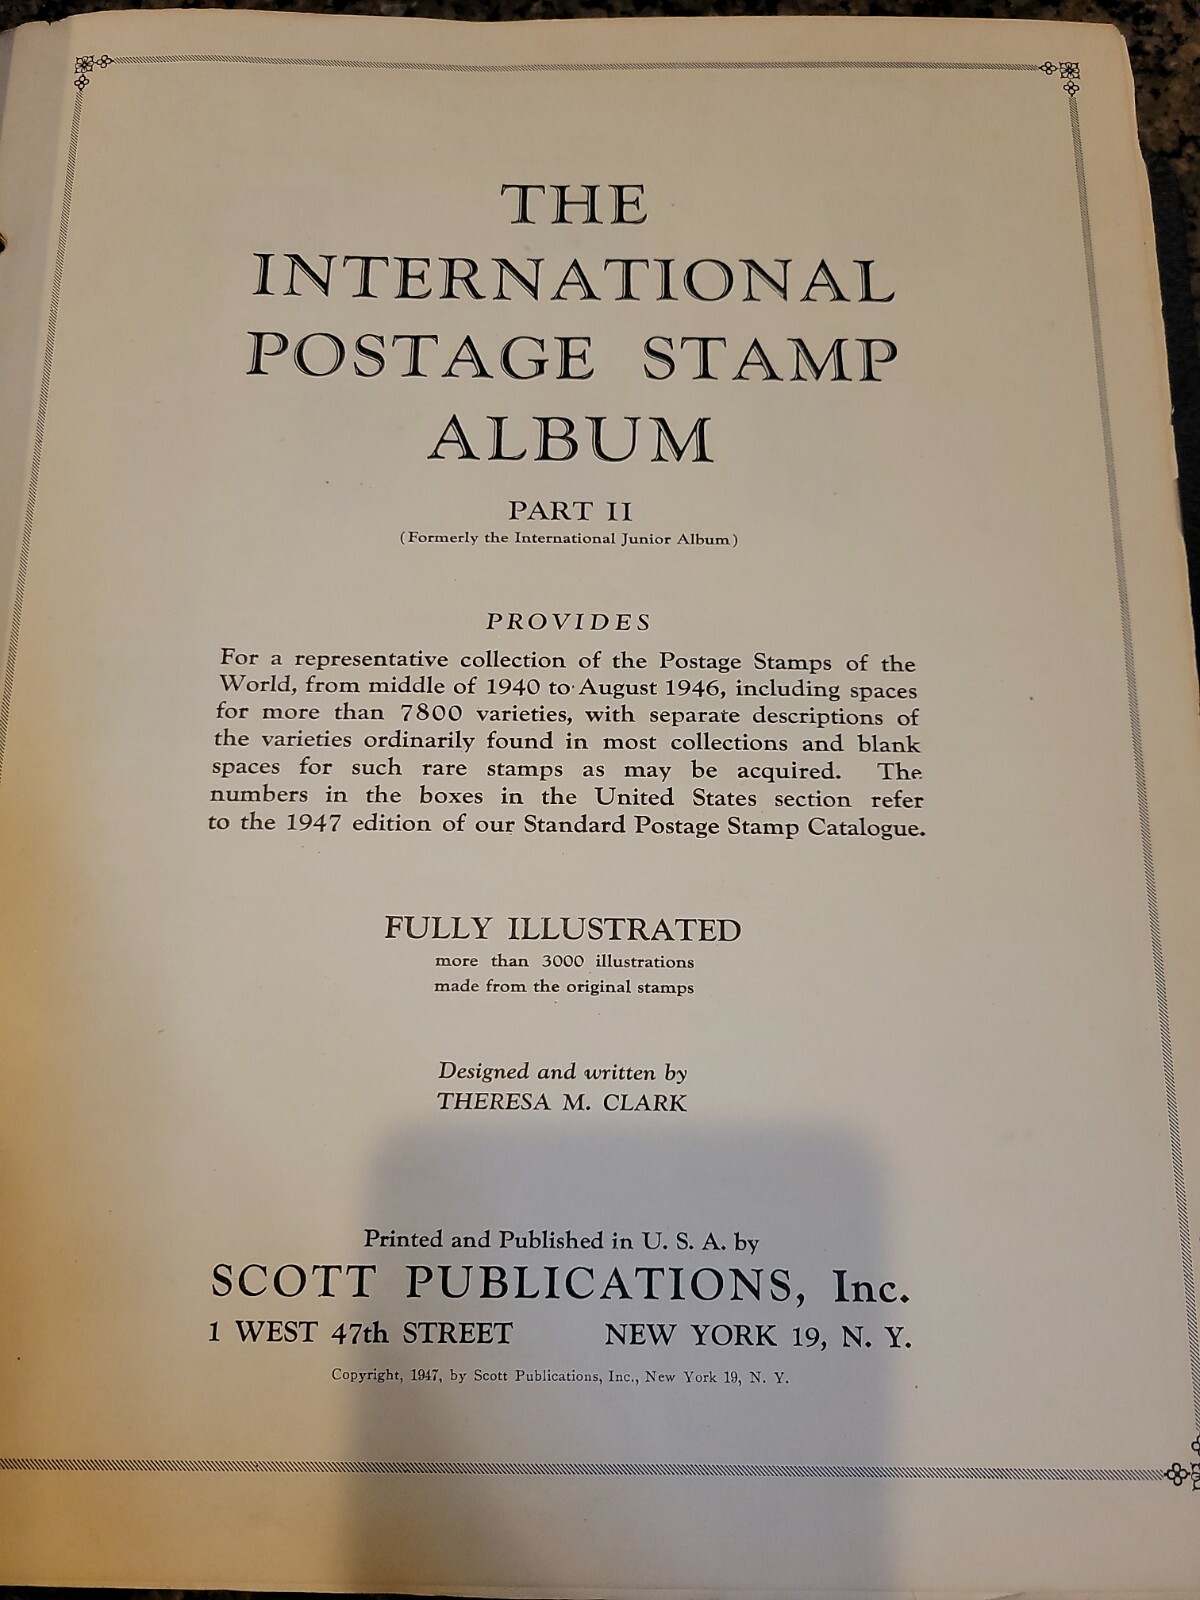 THE
INTERNATIONAL
POSTAGE STAMP
ALBUM
PART II
(Formerly the International Junior Album)
PROVIDES
For a representative collection of the Postage Stamps of the
World, from middle of 1940 to August 1946, including spaces
for more than 7800 varieties, with separate descriptions of
the varieties ordinarily found in most collections and blank
spaces for such rare stamps as may be acquired. The
numbers in the boxes in the United States section refer
to the 1947 edition of our Standard Postage Stamp Catalogue.
FULLY ILLUSTRATED
more than 3000 illustrations
made from the original stamps
Designed and written by
THERESA M. CLARK
Printed and Published in U. S. A. by
SCOTT PUBLICATIONS, Inc.
1 WEST 47th STREET NEW YORK 19, N. Y.
Copyright, 1947, by Scott Publications, Inc., New York 19, N. Y.